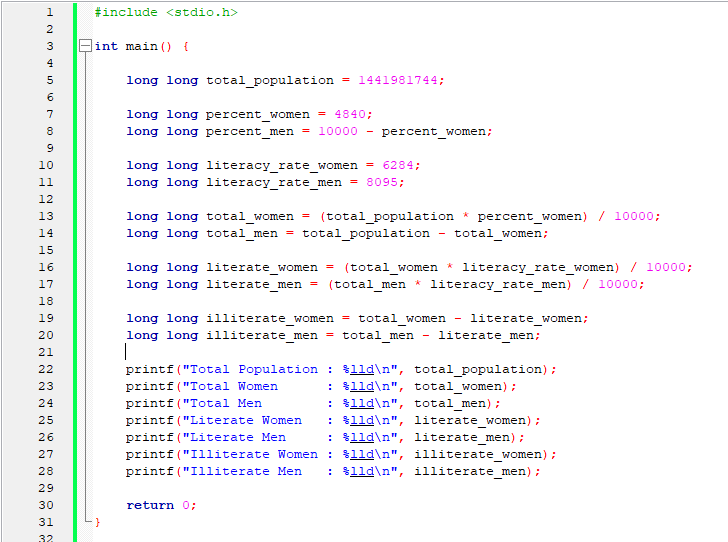 1 #include <stdio.h>
2
3 int main() {
4
5 long long total_population = 1441981744;
6
7 long long percent_women = 4840;
8 long long percent_men = 10000 - percent_women;
9
10 long long literacy_rate_women = 6284;
11 long long literacy_rate_men = 8095;
12
13 long long total_women = (total_population * percent_women) / 10000;
14 long long total_men = total_population - total_women;
15
16 long long literate_women = (total_women * literacy_rate_women) / 10000;
17 long long literate_men = (total_men * literacy_rate_men) / 10000;
18
19 long long illiterate_women = total_women - literate_women;
20 long long illiterate_men = total_men - literate_men;
21
22 printf("Total Population : %lld\n", total_population);
23 printf("Total Women      : %lld\n", total_women);
24 printf("Total Men        : %lld\n", total_men);
25 printf("Literate Women   : %lld\n", literate_women);
26 printf("Literate Men     : %lld\n", literate_men);
27 printf("Illiterate Women : %lld\n", illiterate_women);
28 printf("Illiterate Men   : %lld\n", illiterate_men);
29
30 return 0;
31 }
32